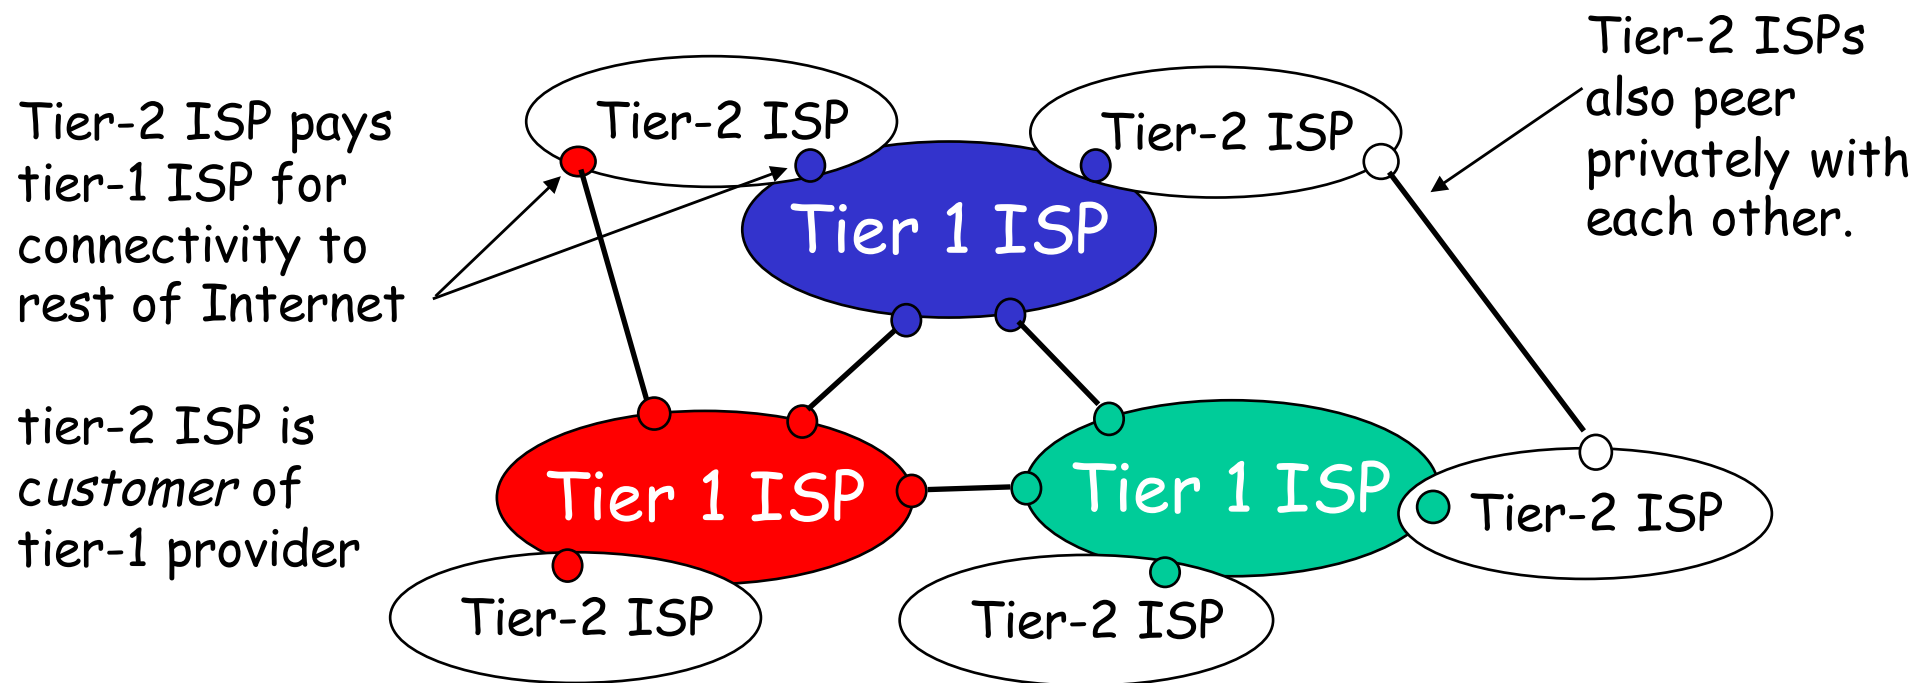 Tier-2 ISP pays
tier-1 ISP for
connectivity to
rest of Internet
tier-2 ISP is
customer of
tier-1 provider
Tier-2 ISP
Tier-2 ISP
Tier 1 ISP
Tier 1 ISP
Tier 1 ISP
Tier-2 ISP
Tier-2 ISP
Tier-2 ISP
Tier-2 ISPs
also peer
privately with
each other.